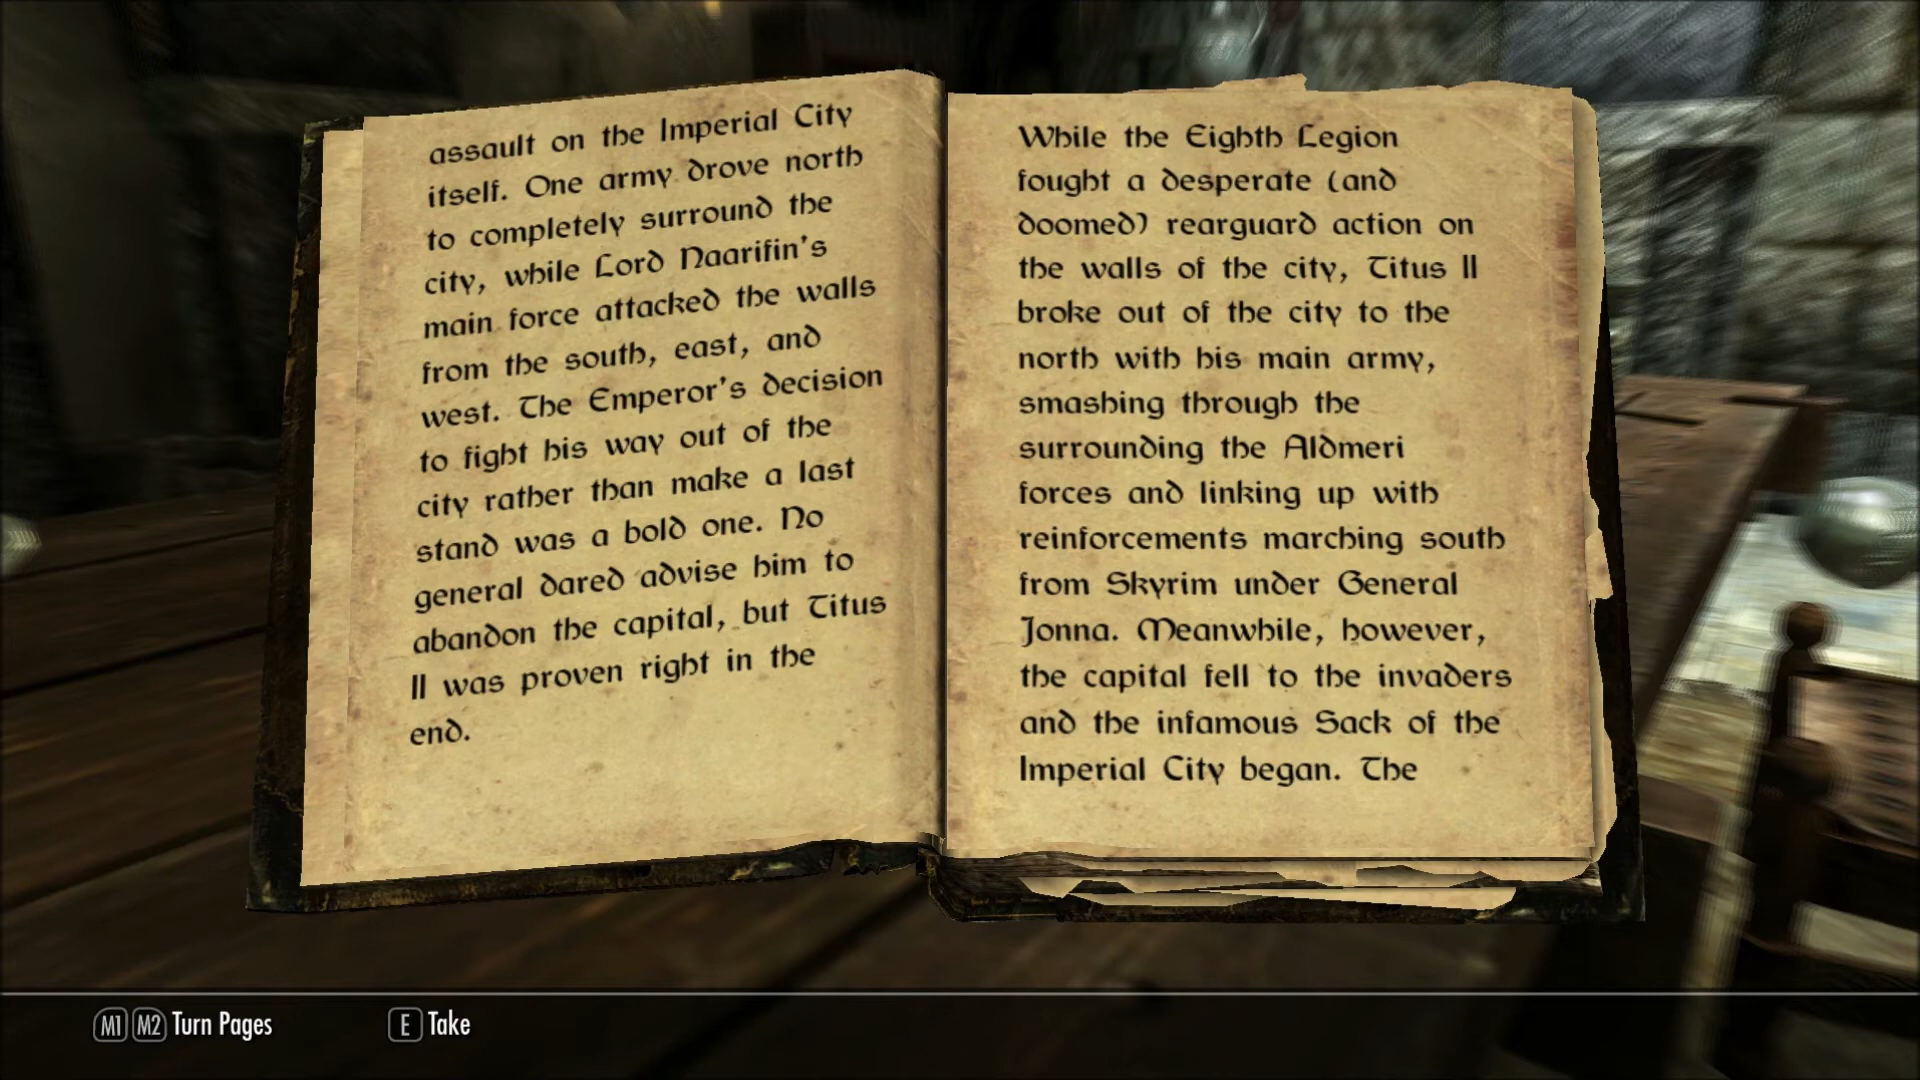 assault on the Imperial City
itself. One army drove north
to completely surround the
city, while Lord Naarifin's
main force attacked the walls
from the south, east, and
west. The Emperor's decision
to fight his way out of the
city rather than make a last
stand was a bold one. No
general dared advise him to
abandon the capital, but Titus
II was proven right in the
end.
While the Eighth Legion
fought a desperate (and
doomed) rearguard action on
the walls of the city, Titus II
broke out of the city to the
north with his main army,
smashing through the
surrounding the Aldmeri
forces and linking up with
reinforcements marching south
from Skyrim under General
Jonna. Meanwhile, however,
the capital fell to the invaders
and the infamous Sack of the
Imperial City began. The
M1 M2 Turn Pages
E Take